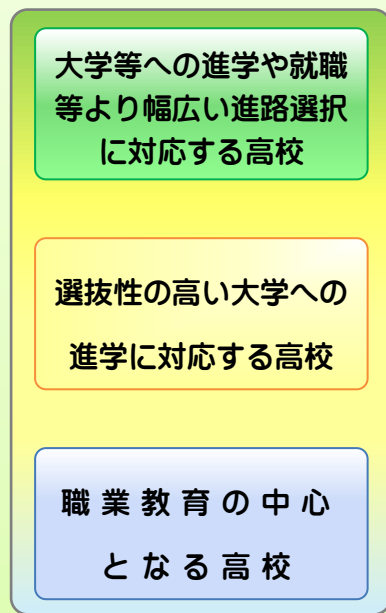 大学等への進学や就職
等より幅広い進路選択
に対応する高校
選抜性の高い大学への
進学に対応する高校
職業教育の中心
となる高校